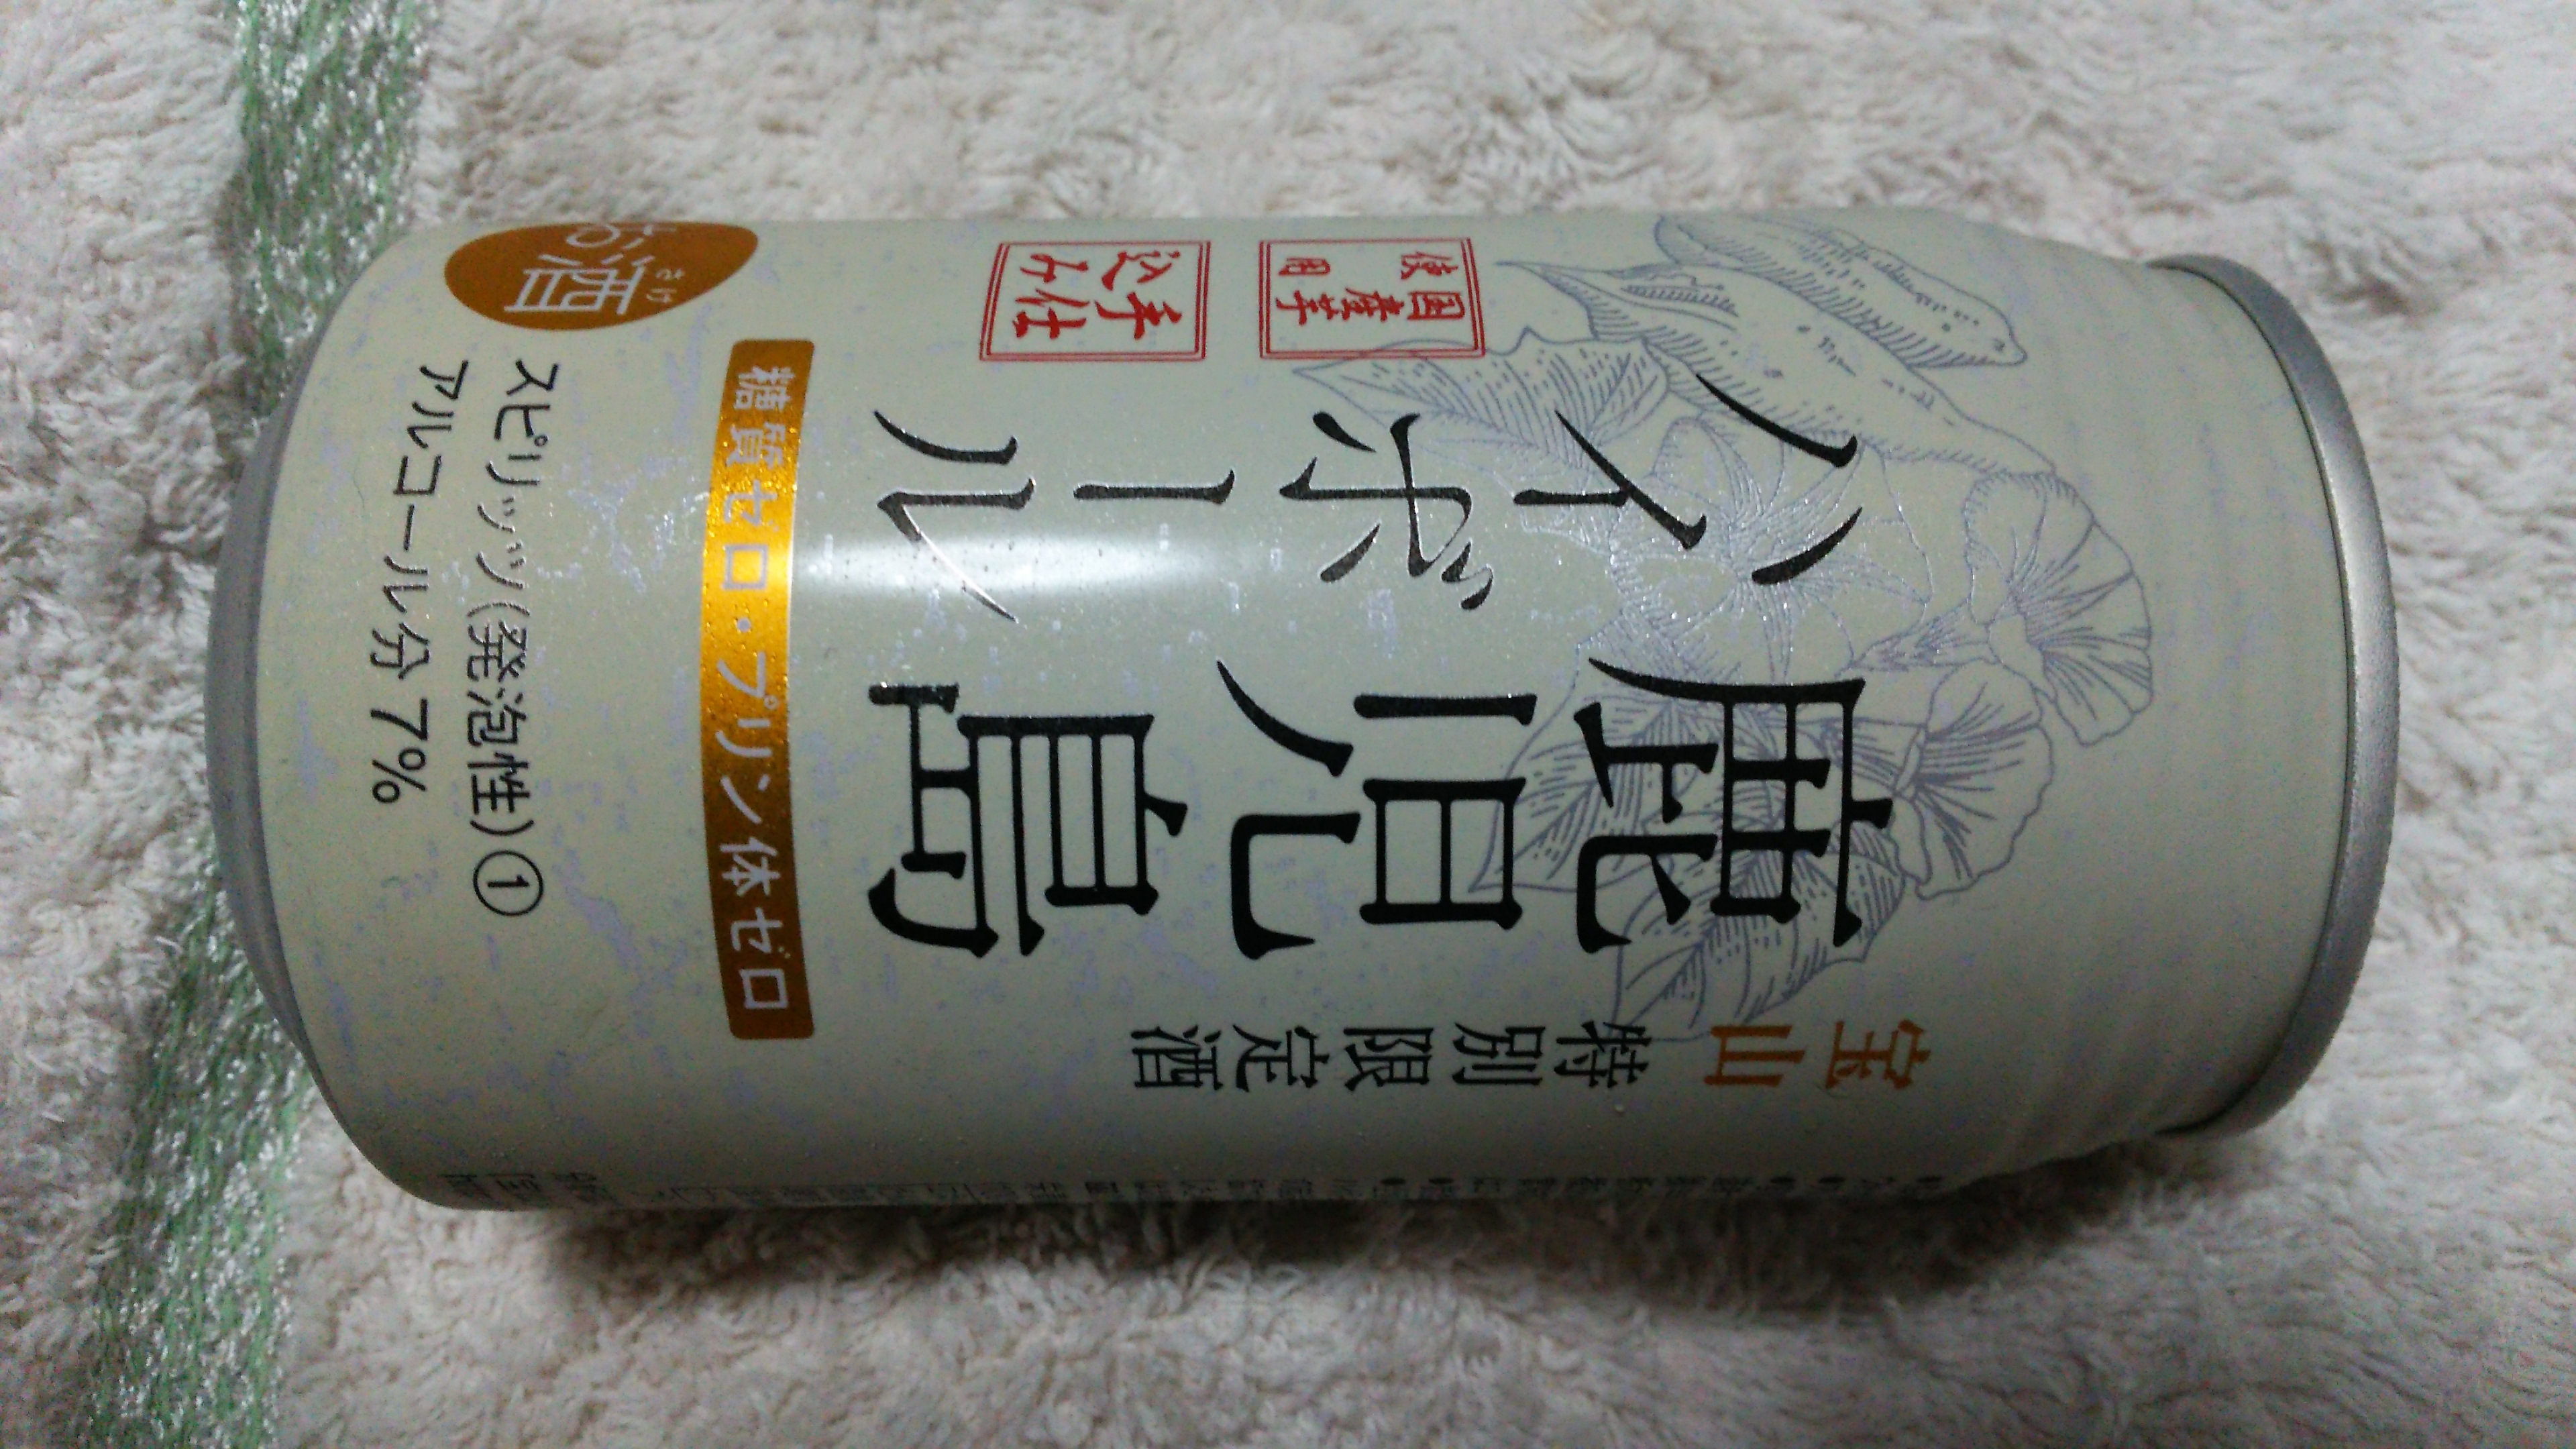 宝山 特別限定酒
鹿児島
ハイボール
国産芋
使用
手仕
込み
糖質ゼロ・プリン体ゼロ
スピリッツ(発泡性)①
アルコール分7%
お酒
さけ